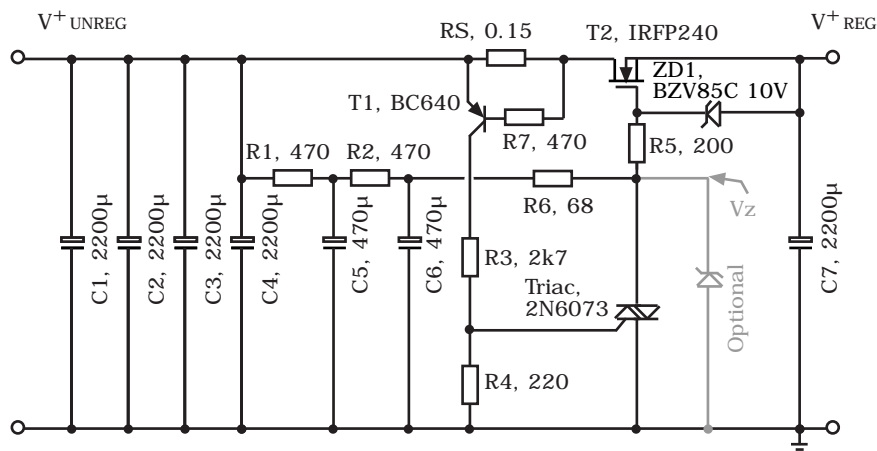 V+ UNREG
V+ REG
RS, 0.15
T2, IRFP240
ZD1,
BZV85C 10V
T1, BC640
R7, 470
R5, 200
R1, 470
R2, 470
R6, 68
Vz
C1, 2200µ
C2, 2200µ
C3, 2200µ
C4, 2200µ
C5, 470µ
C6, 470µ
R3, 2k7
Triac,
2N6073
Optional
C7, 2200µ
R4, 220